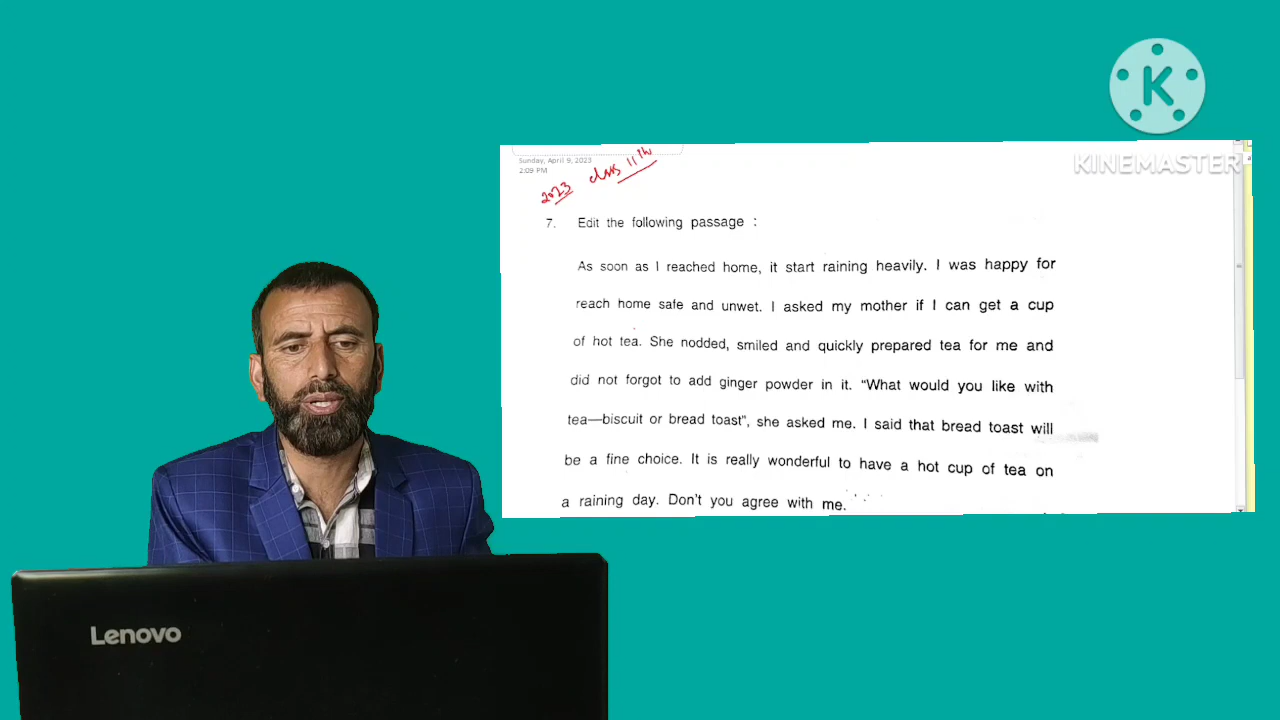 KINEMASTER
Sunday, April 9, 2023
2:09 PM
2023 class 11th
7. Edit the following passage :
As soon as I reached home, it start raining heavily. I was happy for
reach home safe and unwet. I asked my mother if I can get a cup
of hot tea. She nodded, smiled and quickly prepared tea for me and
did not forgot to add ginger powder in it. "What would you like with
tea—biscuit or bread toast", she asked me. I said that bread toast will
be a fine choice. It is really wonderful to have a hot cup of tea on
a raining day. Don't you agree with me.
Lenovo